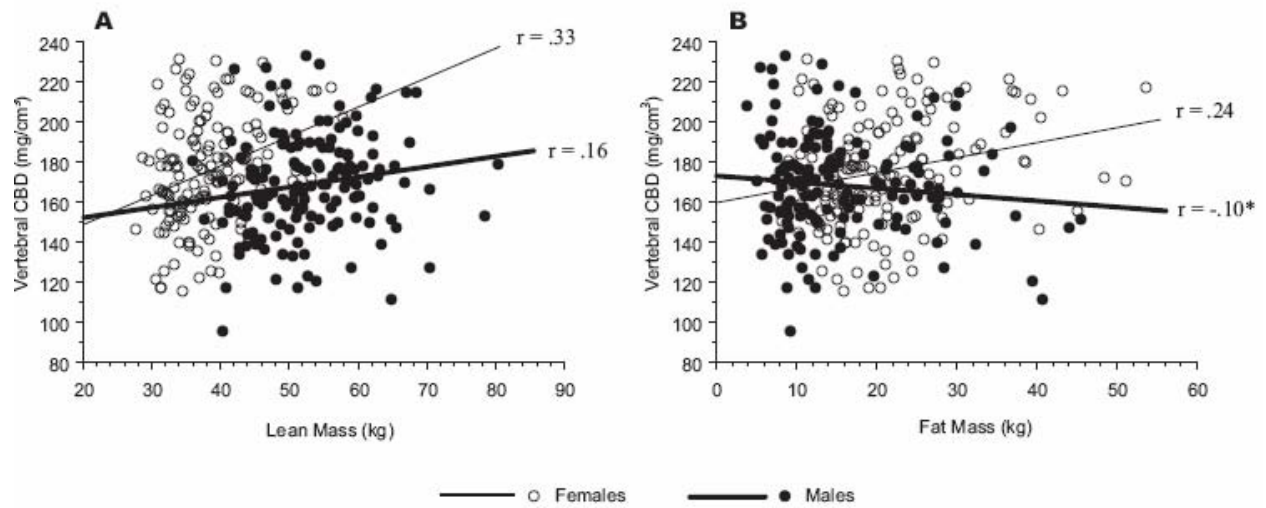 A
B
r = .33
r = .16
r = .24
r = -.10*
Vertebral CBD (mg/cm³)
240
220
200
180
160
140
120
100
80
20
30
40
50
60
70
80
90
Lean Mass (kg)
Vertebral CBD (mg/cm³)
240
220
200
180
160
140
120
100
80
0
10
20
30
40
50
60
Fat Mass (kg)
Females
Males